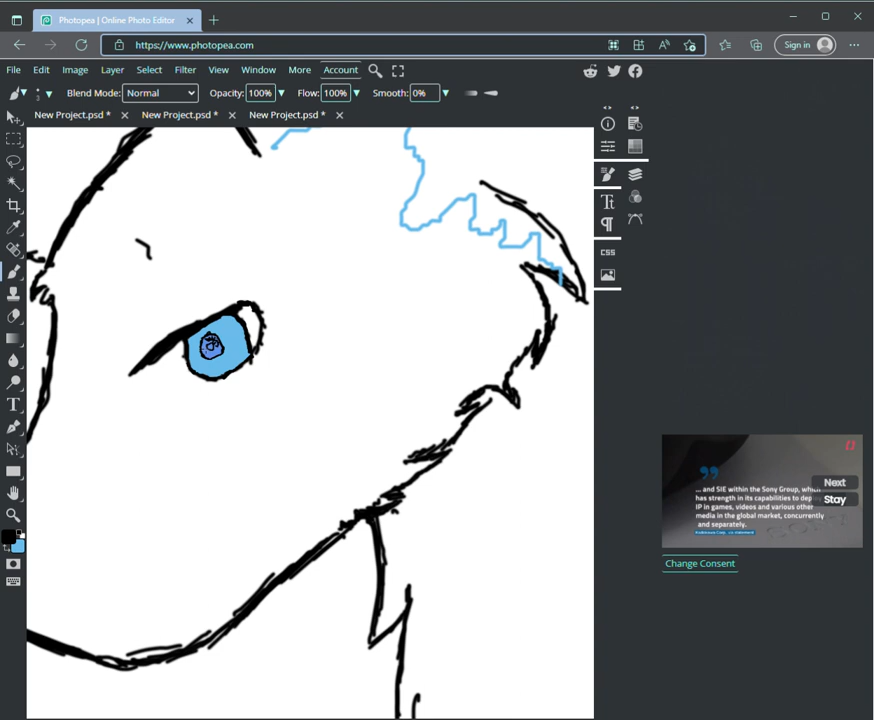 Photopea | Online Photo Editor
https://www.photopea.com
Sign in
File Edit Image Layer Select Filter View Window More Account
Blend Mode: Normal Opacity: 100% Flow: 100% Smooth: 0%
3
New Project.psd * New Project.psd * New Project.psd *
CSS
... and SIE within the Sony Group, which
has strength in its capabilities to
IP in games, videos and various other
media in the global market, concurrently
and separately.
Next
Stay
Change Consent